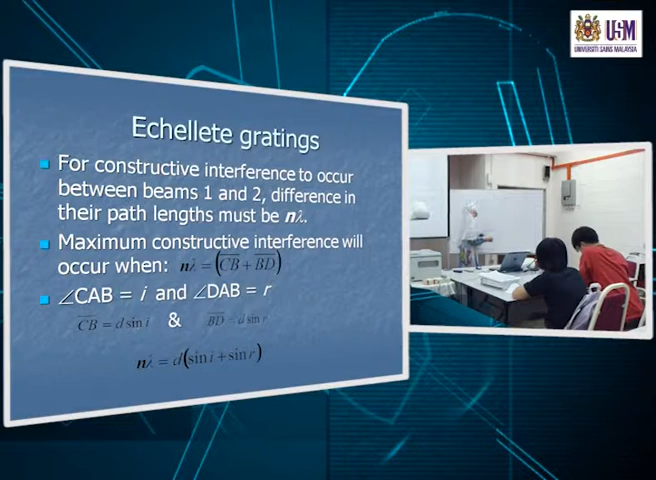 USM
UNIVERSITI SAINS MALAYSIA
Echellete gratings
For constructive interference to occur
between beams 1 and 2, difference in
their path lengths must be nλ.
Maximum constructive interference will
occur when: nλ = (CB + BD)
∠CAB = i and ∠DAB = r
CB = d sin i & BD = d sin r
nλ = d(sin i + sin r)